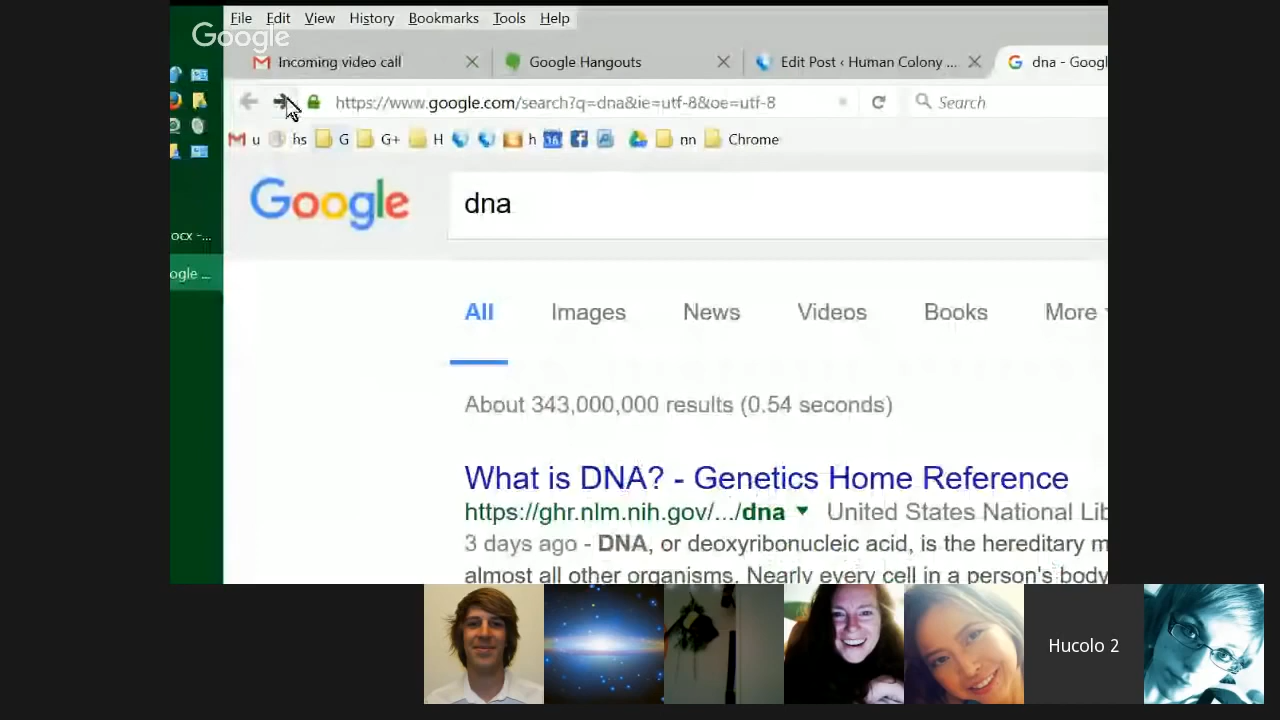 File Edit View History Bookmarks Tools Help
Google
Incoming video call Google Hangouts Edit Post ‹ Human Colony ... dna - Goog
https://www.google.com/search?q=dna&ie=utf-8&oe=utf-8 Search
u hs G G+ H h 31 nn Chrome
Google dna
ocx -...
ogle ...
All Images News Videos Books More
About 343,000,000 results (0.54 seconds)
What is DNA? - Genetics Home Reference
https://ghr.nlm.nih.gov/.../dna United States National Lib
3 days ago - DNA, or deoxyribonucleic acid, is the hereditary m
almost all other organisms. Nearly every cell in a person's body
Hucolo 2